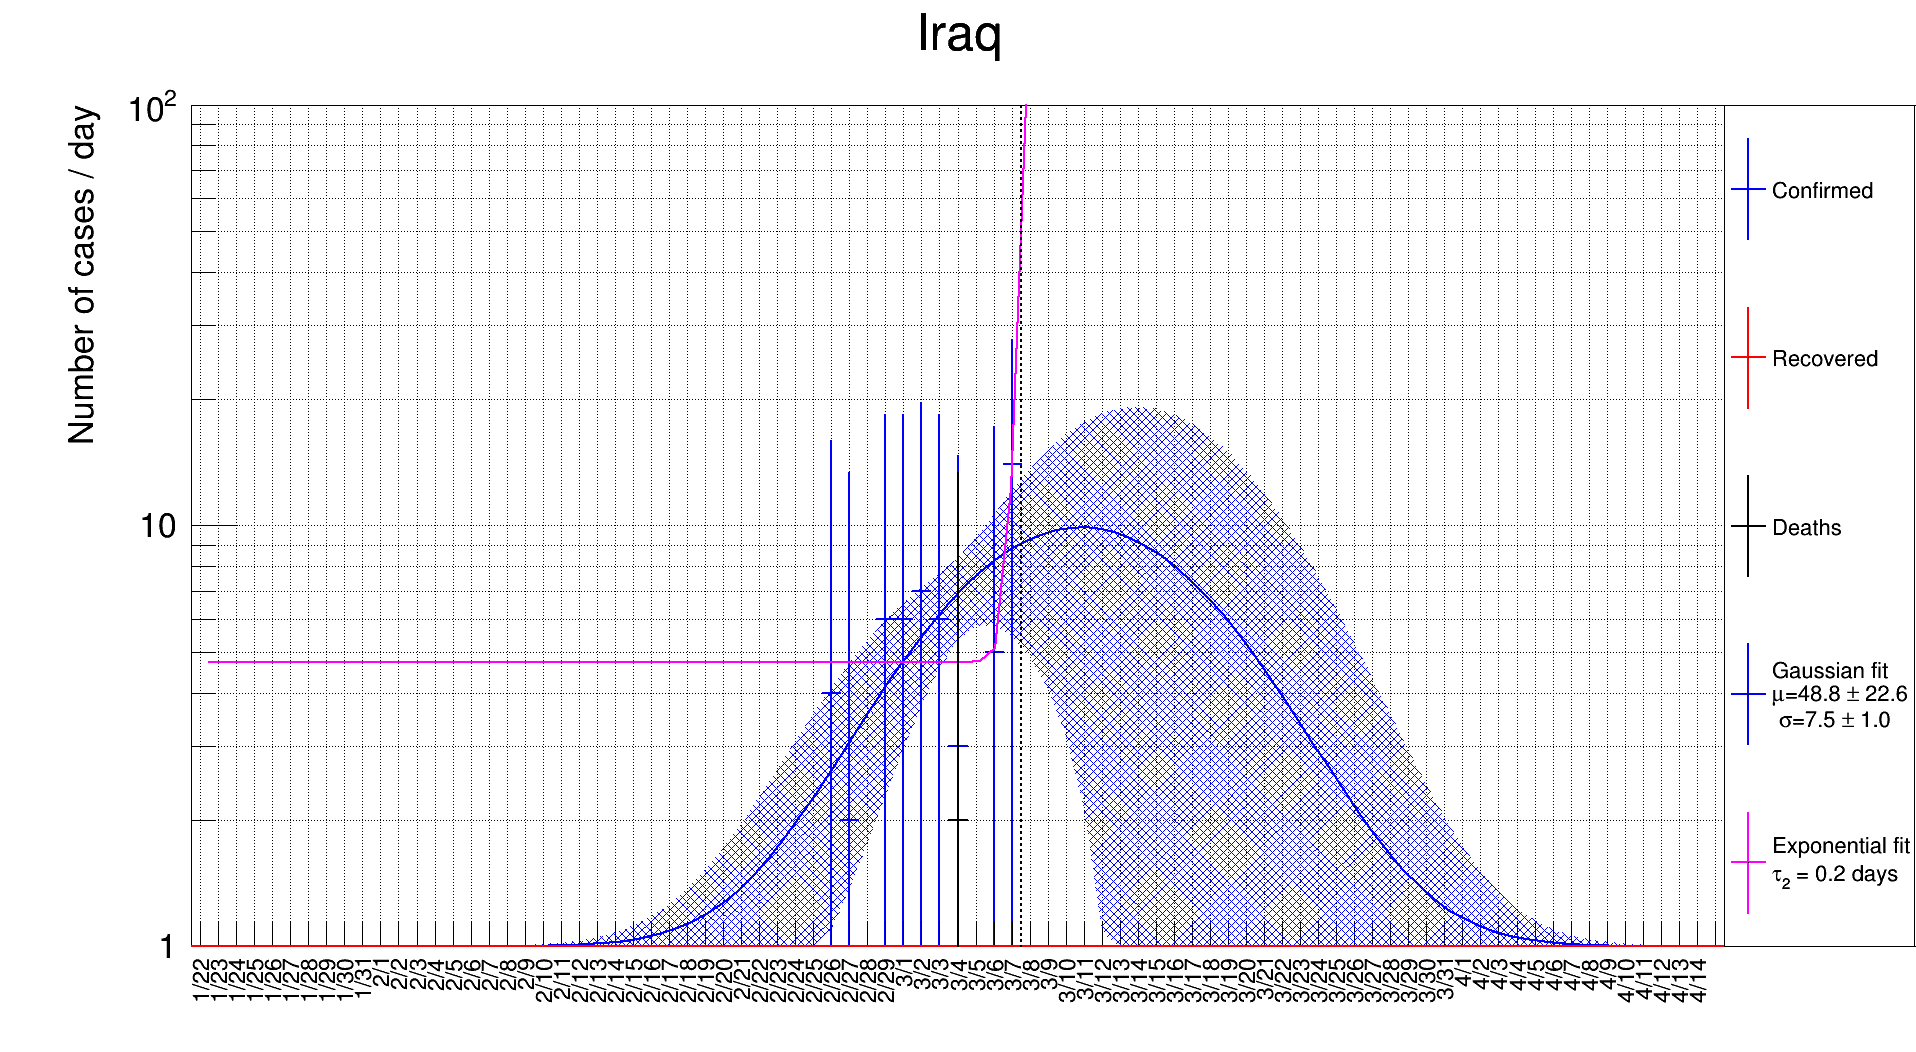 Iraq
Number of cases / day
10²
10
1
1/22 1/23 1/24 1/25 1/26 1/27 1/28 1/29 1/30 1/31 2/1 2/2 2/3 2/4 2/5 2/6 2/7 2/8 2/9 2/10 2/11 2/12 2/13 2/14 2/15 2/16 2/17 2/18 2/19 2/20 2/21 2/22 2/23 2/24 2/25 2/26 2/27 2/28 2/29 3/1 3/2 3/3 3/4 3/5 3/6 3/7 3/8 3/9 3/10 3/11 3/12 3/13 3/14 3/15 3/16 3/17 3/18 3/19 3/20 3/21 3/22 3/23 3/24 3/25 3/26 3/27 3/28 3/29 3/30 3/31 4/1 4/2 4/3 4/4 4/5 4/6 4/7 4/8 4/9 4/10 4/11 4/12 4/13 4/14
Confirmed
Recovered
Deaths
Gaussian fit
μ=48.8 ± 22.6
σ=7.5 ± 1.0
Exponential fit
τ₂ = 0.2 days